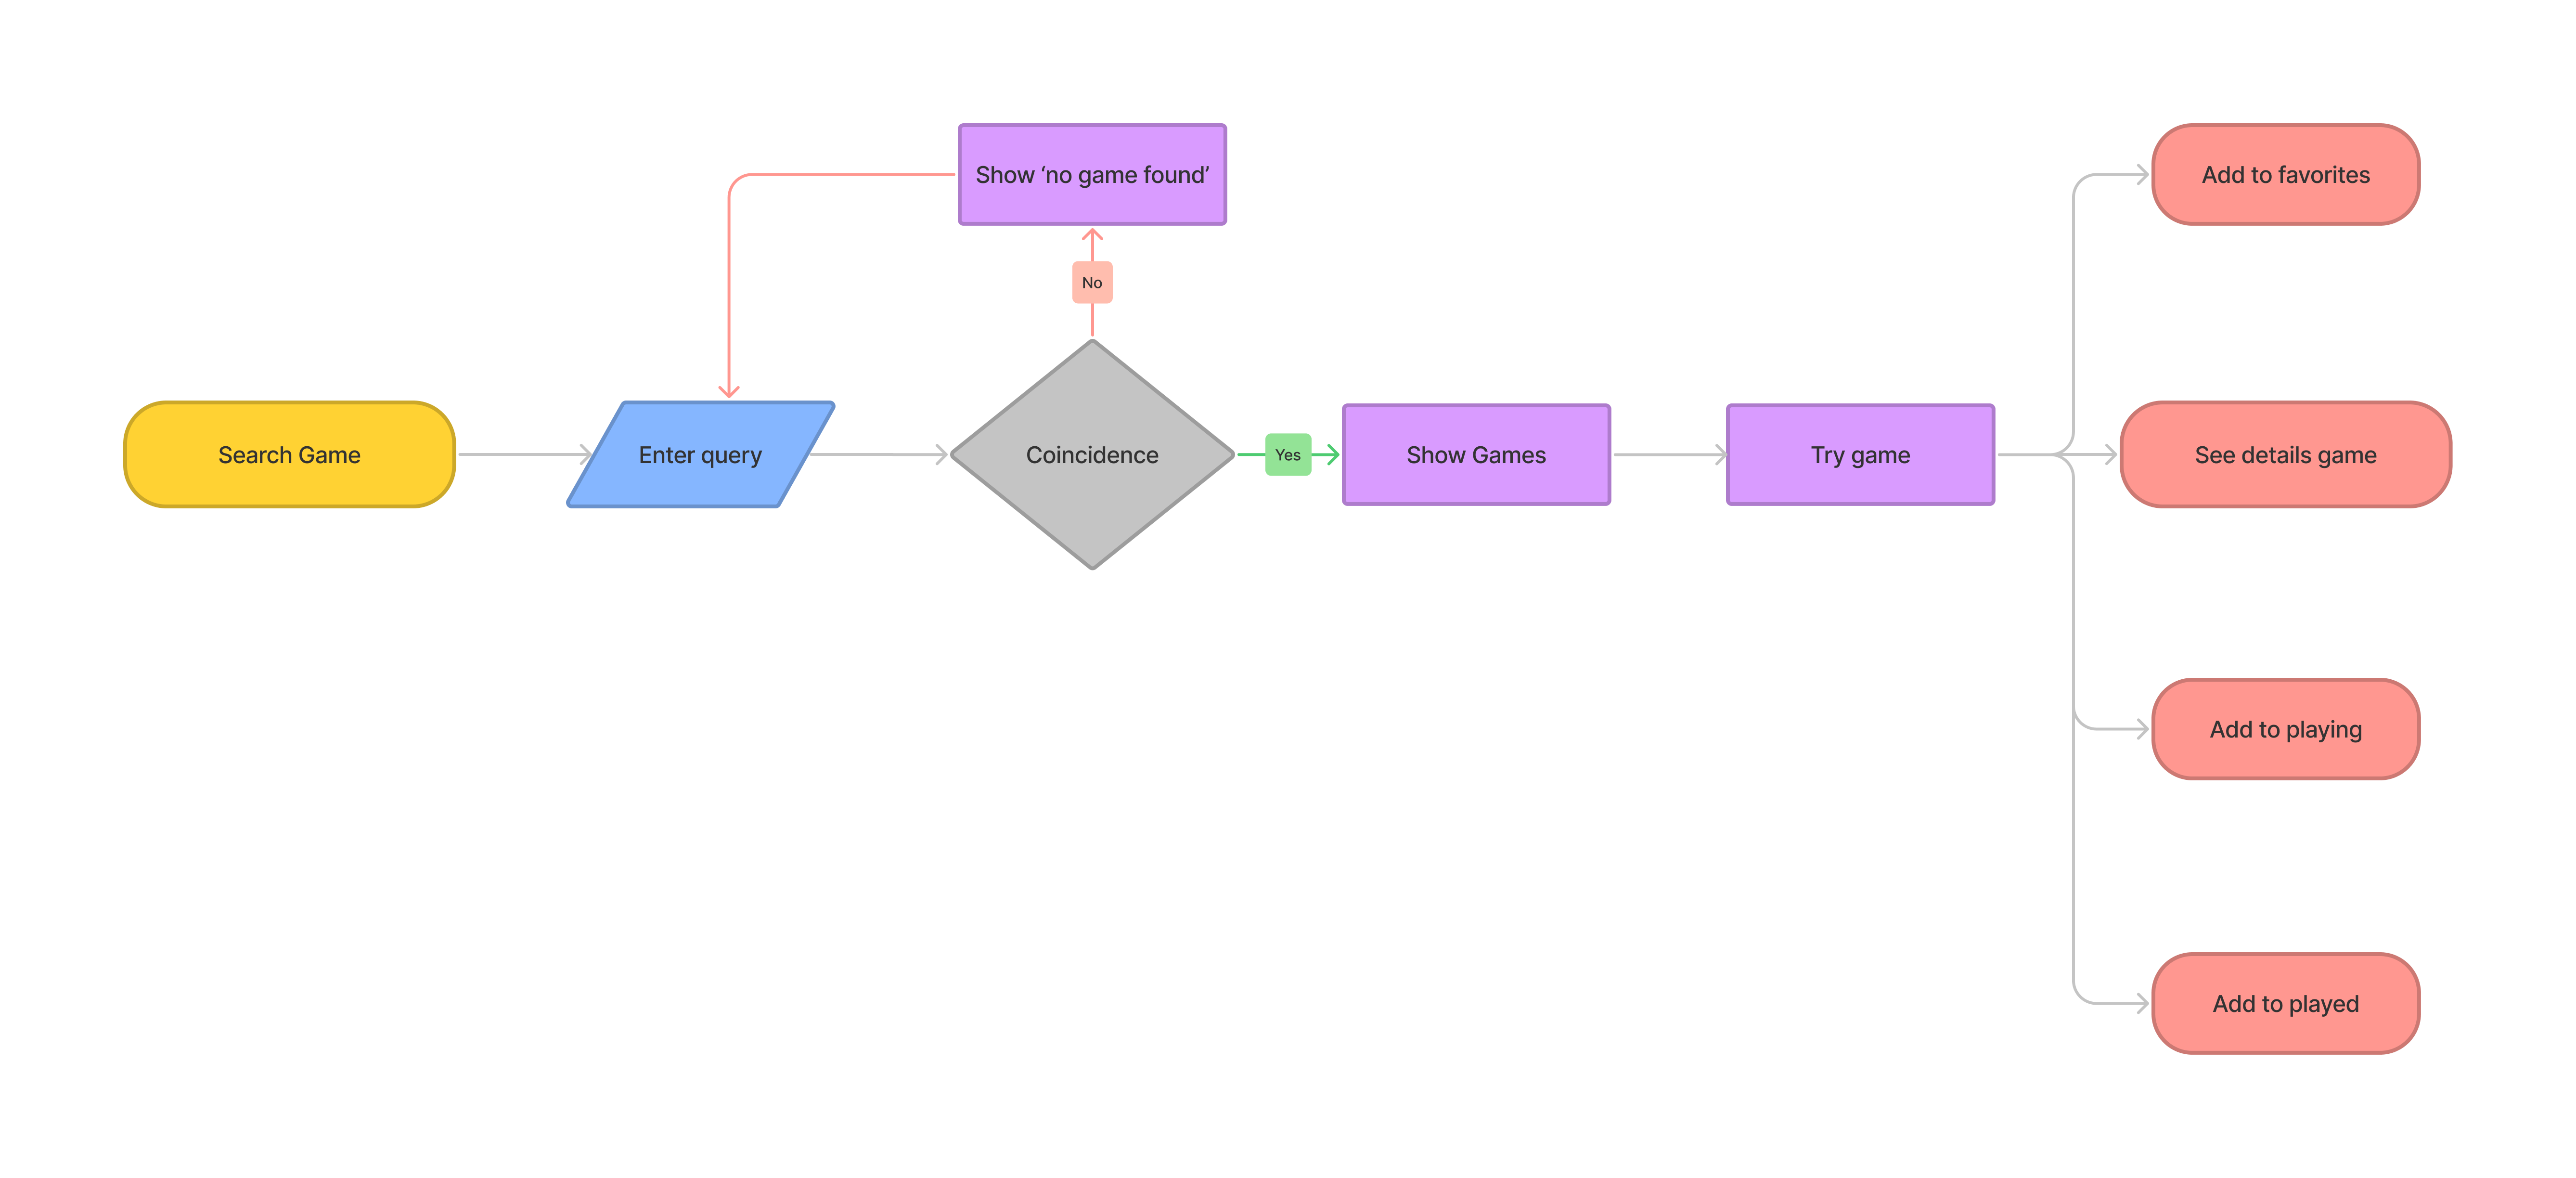 Show ‘no game found’
Add to favorites
No
Search Game
Enter query
Coincidence
Yes
Show Games
Try game
See details game
Add to playing
Add to played